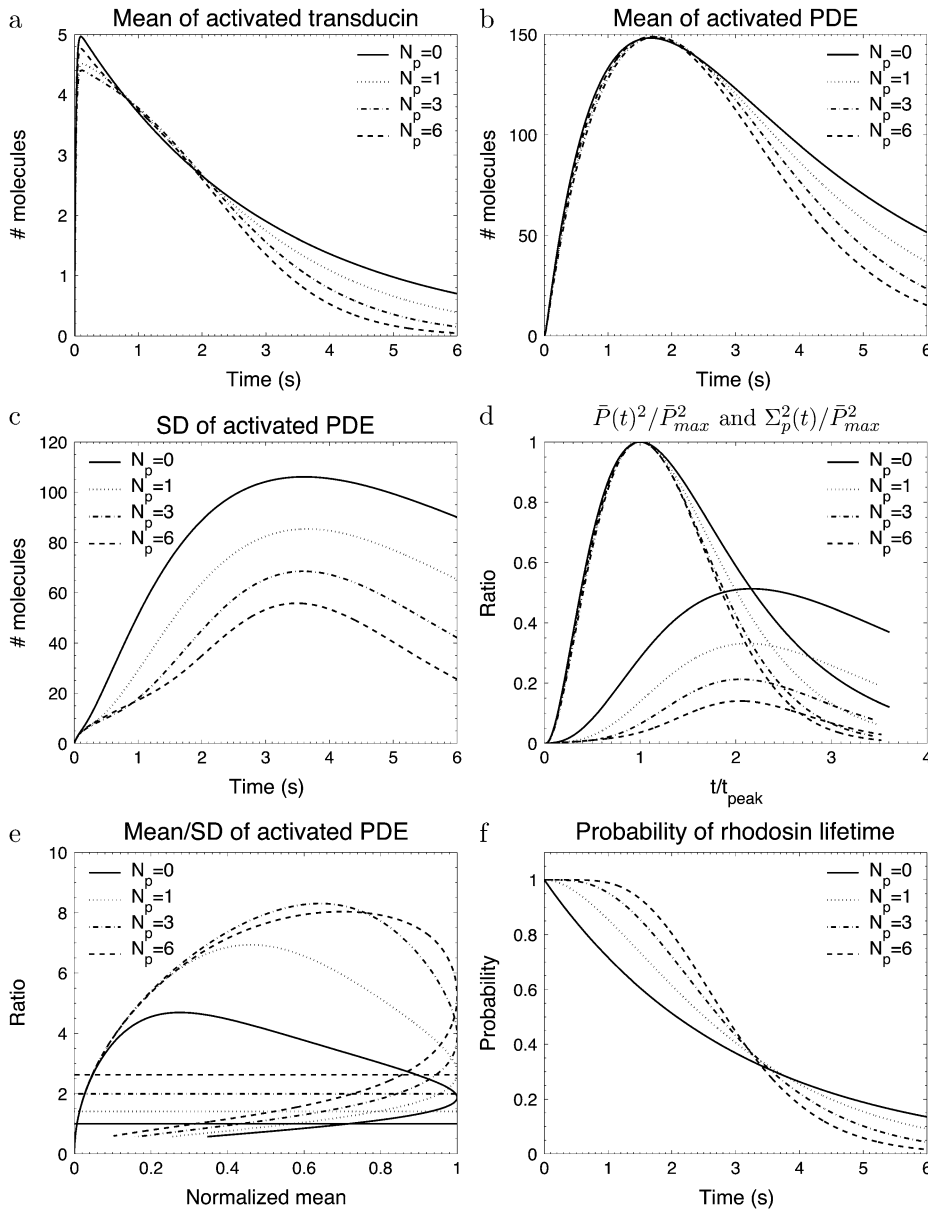 a
Mean of activated transducin
5
4
3
2
1
0
# molecules
N_p=0
N_p=1
N_p=3
N_p=6
0 1 2 3 4 5 6
Time (s)
b
Mean of activated PDE
150
100
50
0
# molecules
N_p=0
N_p=1
N_p=3
N_p=6
0 1 2 3 4 5 6
Time (s)
c
SD of activated PDE
120
100
80
60
40
20
0
# molecules
N_p=0
N_p=1
N_p=3
N_p=6
0 1 2 3 4 5 6
Time (s)
d
P̄(t)²/P̄²_max and Σ²_p(t)/P̄²_max
1
0.8
0.6
0.4
0.2
0
Ratio
N_p=0
N_p=1
N_p=3
N_p=6
0 1 2 3 4
t/t_peak
e
Mean/SD of activated PDE
10
8
6
4
2
0
Ratio
N_p=0
N_p=1
N_p=3
N_p=6
0 0.2 0.4 0.6 0.8 1
Normalized mean
f
Probability of rhodosin lifetime
1
0.8
0.6
0.4
0.2
0
Probability
N_p=0
N_p=1
N_p=3
N_p=6
0 1 2 3 4 5 6
Time (s)